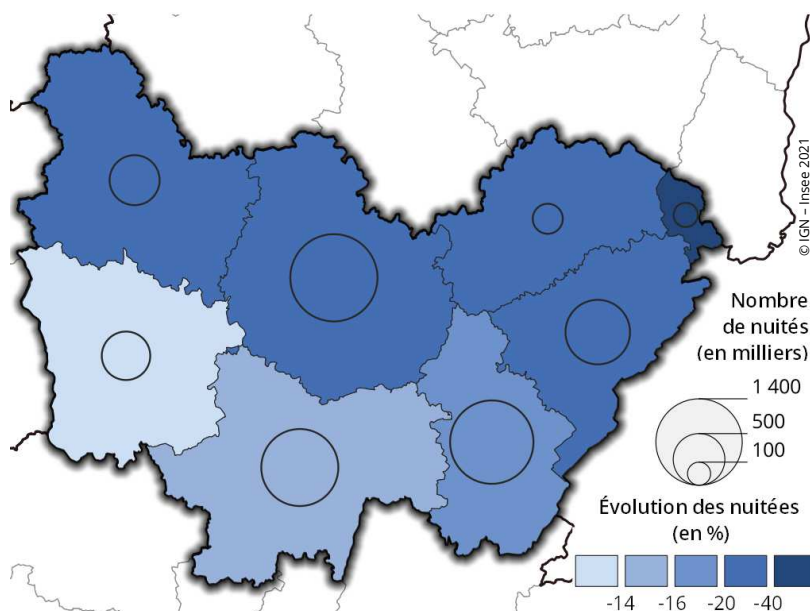 © IGN – Insee 2021
Nombre
de nuités
(en milliers)
1 400
500
100
Évolution des nuitées
(en %)
-14 -16 -20 -40